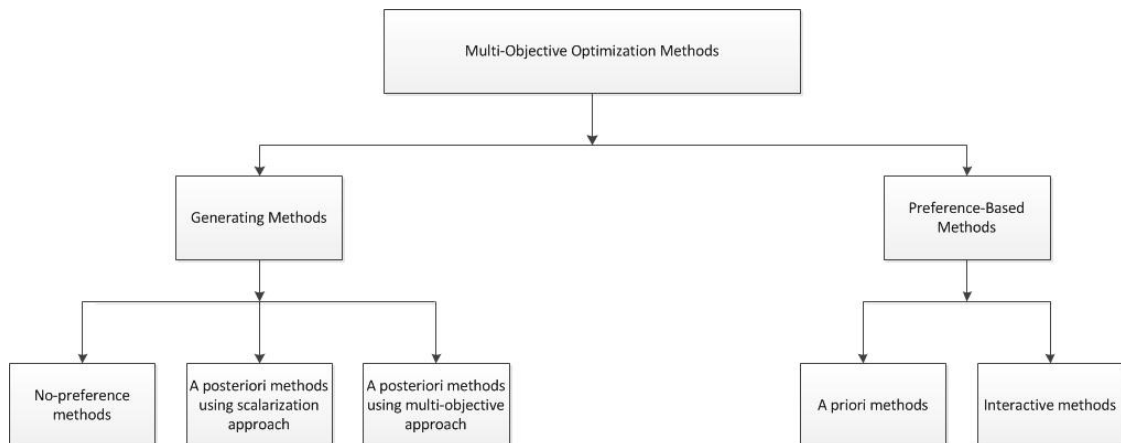 Multi-Objective Optimization Methods
Generating Methods
Preference-Based
Methods
No-preference
methods
A posteriori methods
using scalarization
approach
A posteriori methods
using multi-objective
approach
A priori methods
Interactive methods